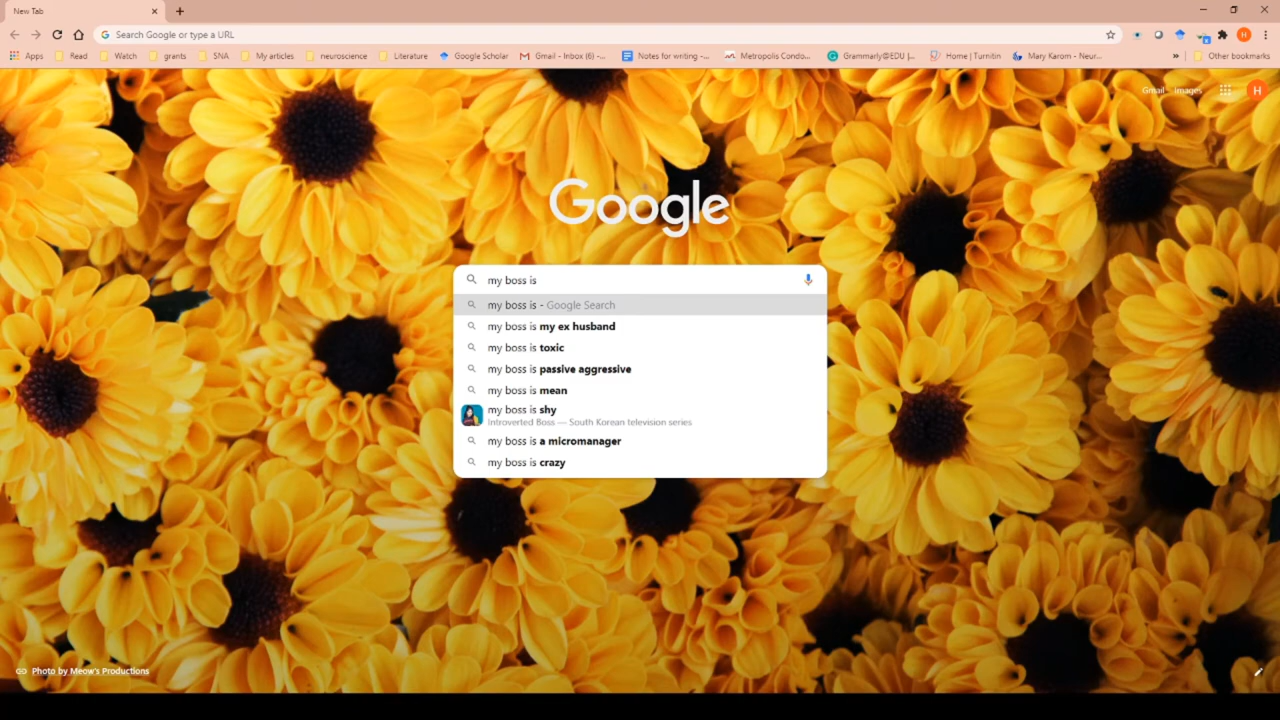 New Tab
Search Google or type a URL
H
Apps Read Watch grants SNA My articles neuroscience Literature Google Scholar Gmail - Inbox (6) -... Notes for writing -... Metropolis Condo... Grammarly@EDU |... Home | Turnitin Mary Karom - Neur... » Other bookmarks
Gmail Images H
Google
my boss is
my boss is - Google Search
my boss is my ex husband
my boss is toxic
my boss is passive aggressive
my boss is mean
my boss is shy
Introverted Boss — South Korean television series
my boss is a micromanager
my boss is crazy
Photo by Meow's Productions